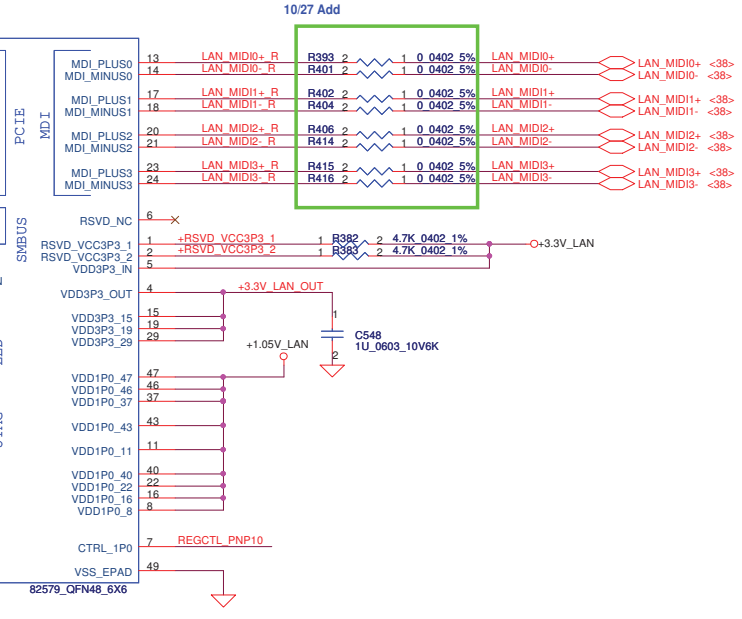 10/27 Add
PCIE
MDI
MDI_PLUS0 13 LAN_MIDI0+_R R393 2 1 0_0402_5% LAN_MIDI0+ LAN_MIDI0+ <38>
MDI_MINUS0 14 LAN_MIDI0-_R R401 2 1 0_0402_5% LAN_MIDI0- LAN_MIDI0- <38>
MDI_PLUS1 17 LAN_MIDI1+_R R402 2 1 0_0402_5% LAN_MIDI1+ LAN_MIDI1+ <38>
MDI_MINUS1 18 LAN_MIDI1-_R R404 2 1 0_0402_5% LAN_MIDI1- LAN_MIDI1- <38>
MDI_PLUS2 20 LAN_MIDI2+_R R406 2 1 0_0402_5% LAN_MIDI2+ LAN_MIDI2+ <38>
MDI_MINUS2 21 LAN_MIDI2-_R R414 2 1 0_0402_5% LAN_MIDI2- LAN_MIDI2- <38>
MDI_PLUS3 23 LAN_MIDI3+_R R415 2 1 0_0402_5% LAN_MIDI3+ LAN_MIDI3+ <38>
MDI_MINUS3 24 LAN_MIDI3-_R R416 2 1 0_0402_5% LAN_MIDI3- LAN_MIDI3- <38>
SMBUS
RSVD_NC 6
RSVD_VCC3P3_1 1 +RSVD_VCC3P3_1 1 R382 2 4.7K_0402_1% +3.3V_LAN
RSVD_VCC3P3_2 2 +RSVD_VCC3P3_2 1 R383 2 4.7K_0402_1%
VDD3P3_IN 5
VDD3P3_OUT 4 +3.3V_LAN_OUT
VDD3P3_15 15
VDD3P3_19 19
VDD3P3_29 29
1
C548
1U_0603_10V6K
2
+1.05V_LAN
VDD1P0_47 47
VDD1P0_46 46
VDD1P0_37 37
VDD1P0_43 43
VDD1P0_11 11
VDD1P0_40 40
VDD1P0_22 22
VDD1P0_16 16
VDD1P0_8 8
CTRL_1P0 7 REGCTL_PNP10
VSS_EPAD 49
82579_QFN48_6X6